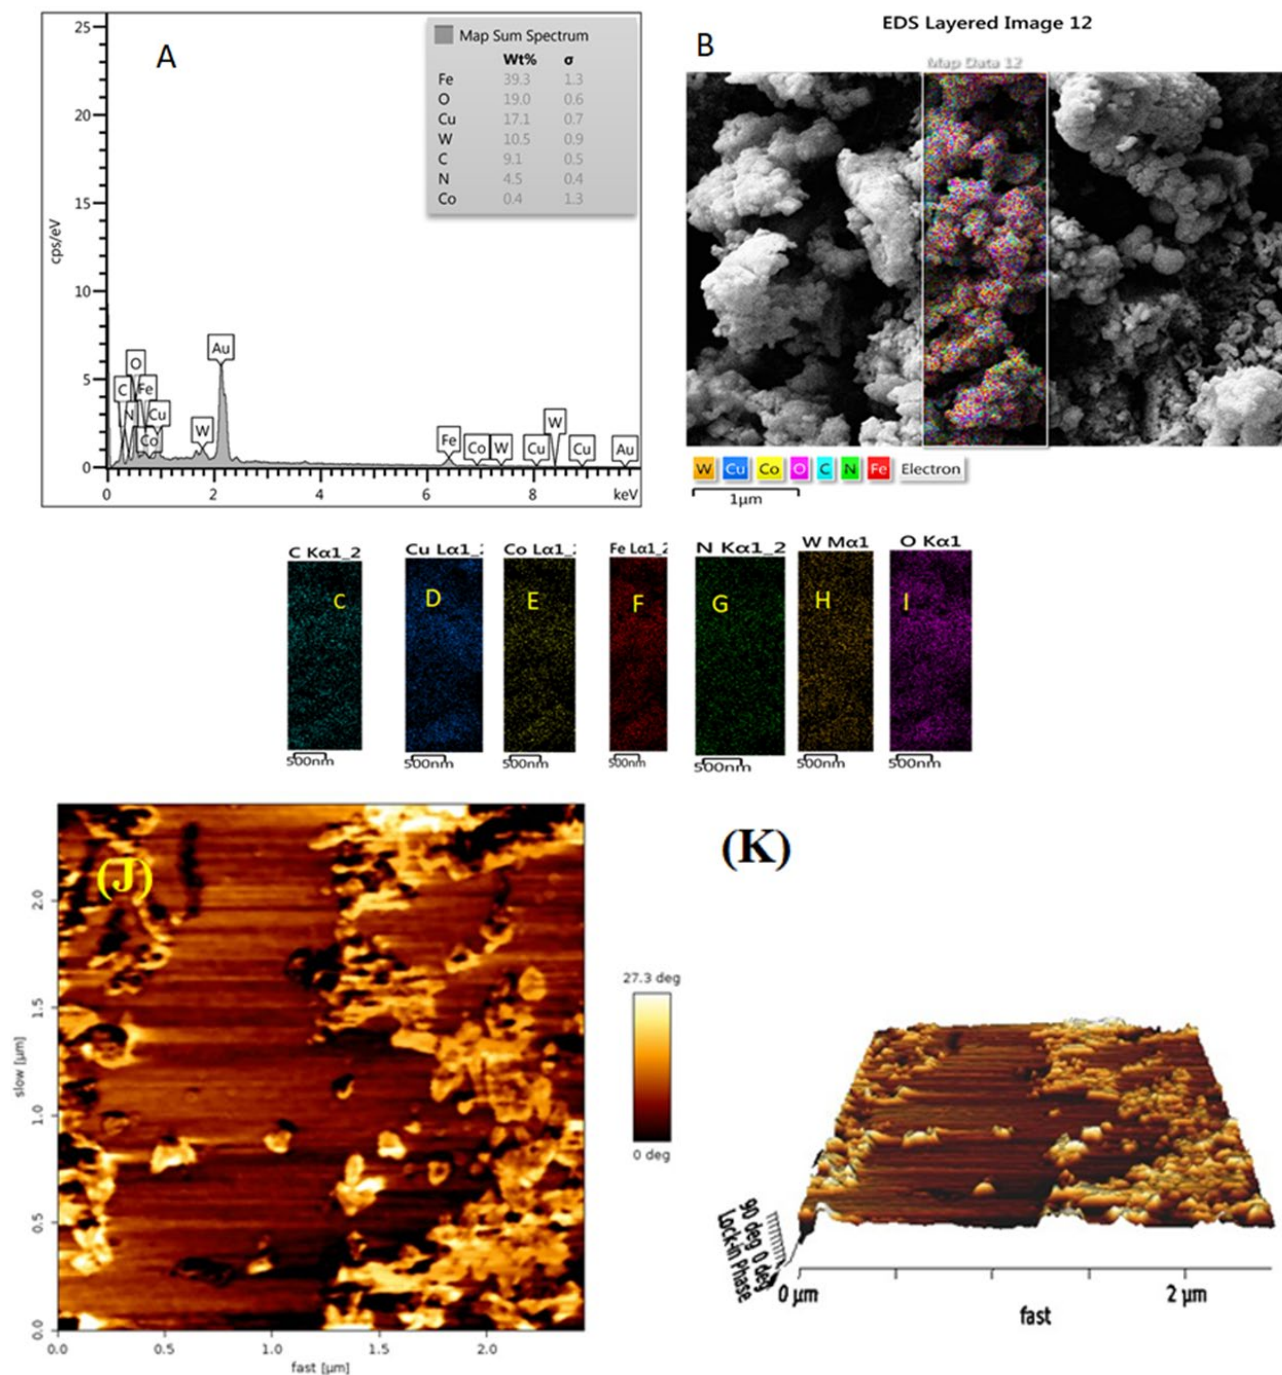 A
Map Sum Spectrum
Wt% σ
Fe 39.3 1.3
O 19.0 0.6
Cu 17.1 0.7
W 10.5 0.9
C 9.1 0.5
N 4.5 0.4
Co 0.4 1.3
25
20
15
10
5
0
cps/eV
C
O
N
Fe
Co
Cu
W
Au
Fe
Co
W
Cu
W
Cu
Au
0 2 4 6 8 keV
B
EDS Layered Image 12
Map Data 12
W Cu Co O C N Fe Electron
1µm
C Kα1_2
Cu Lα1_2
Co Lα1_2
Fe Lα1_2
N Kα1_2
W Mα1
O Kα1
C D E F G H I
500nm 500nm 500nm 500nm 500nm 500nm 500nm
(J)
slow [µm]
2.0
1.5
1.0
0.5
0.0
0.0 0.5 1.0 1.5 2.0
fast [µm]
27.3 deg
0 deg
(K)
90 deg 0 deg
Lock-in Phase
0 µm 2 µm
fast